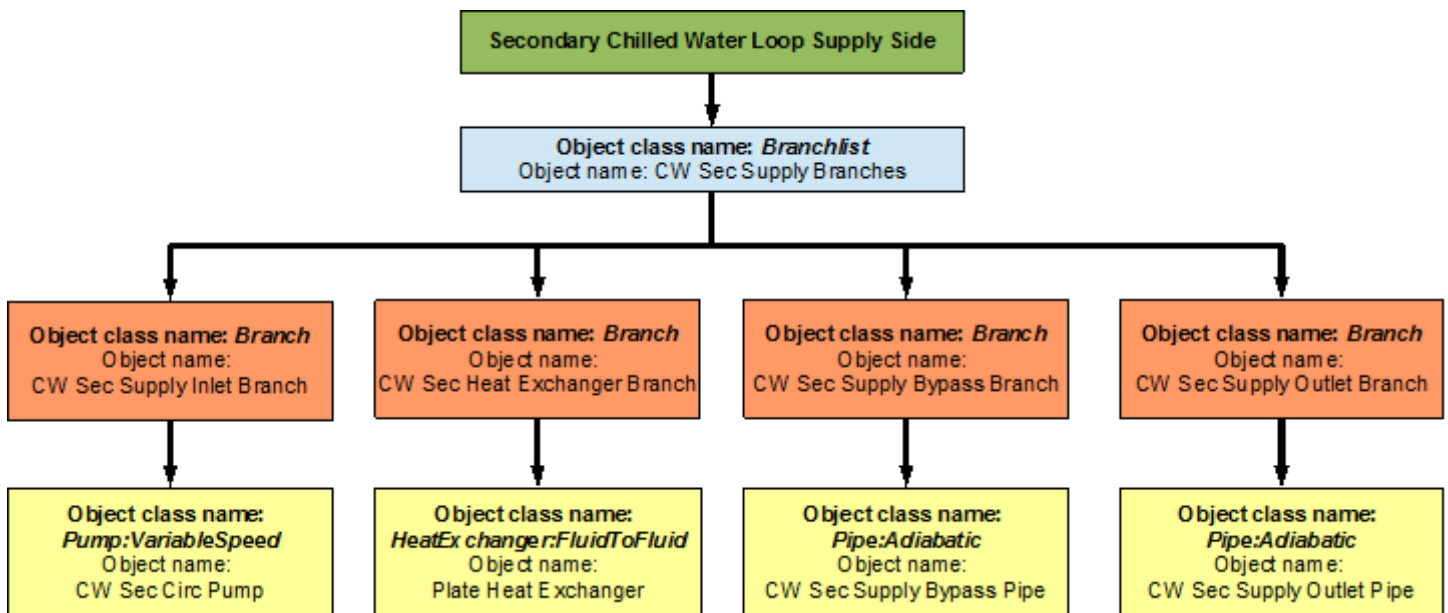 Secondary Chilled Water Loop Supply Side
Object class name: Branchlist
Object name: CW Sec Supply Branches
Object class name: Branch
Object name:
CW Sec Supply Inlet Branch
Object class name: Branch
Object name:
CW Sec Heat Exchanger Branch
Object class name: Branch
Object name:
CW Sec Supply Bypass Branch
Object class name: Branch
Object name:
CW Sec Supply Outlet Branch
Object class name:
Pump:VariableSpeed
Object name:
CW Sec Circ Pump
Object class name:
HeatExchanger:FluidToFluid
Object name:
Plate Heat Exchanger
Object class name:
Pipe:Adiabatic
Object name:
CW Sec Supply Bypass Pipe
Object class name:
Pipe:Adiabatic
Object name:
CW Sec Supply Outlet Pipe